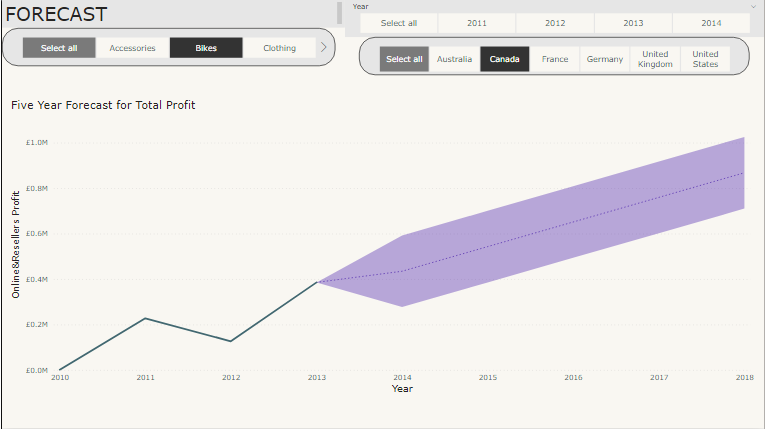 FORECAST
Year
Select all 2011 2012 2013 2014
Select all Accessories Bikes Clothing
Select all Australia Canada France Germany United Kingdom United States
Five Year Forecast for Total Profit
Online&Resellers Profit
£1.0M
£0.8M
£0.6M
£0.4M
£0.2M
£0.0M
2010 2011 2012 2013 2014 2015 2016 2017 2018
Year